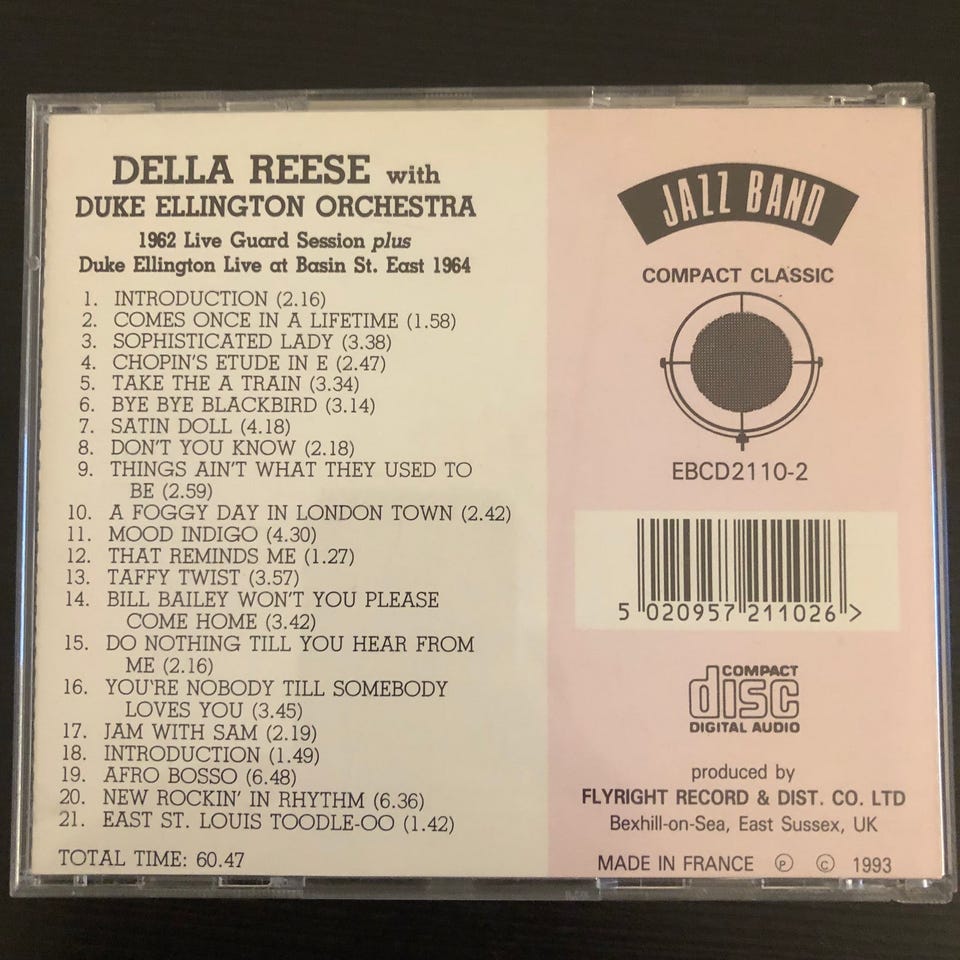 DELLA REESE with
DUKE ELLINGTON ORCHESTRA
1962 Live Guard Session plus
Duke Ellington Live at Basin St. East 1964
1. INTRODUCTION (2.16)
2. COMES ONCE IN A LIFETIME (1.58)
3. SOPHISTICATED LADY (3.38)
4. CHOPIN'S ETUDE IN E (2.47)
5. TAKE THE A TRAIN (3.34)
6. BYE BYE BLACKBIRD (3.14)
7. SATIN DOLL (4.18)
8. DON'T YOU KNOW (2.18)
9. THINGS AIN'T WHAT THEY USED TO
BE (2.59)
10. A FOGGY DAY IN LONDON TOWN (2.42)
11. MOOD INDIGO (4.30)
12. THAT REMINDS ME (1.27)
13. TAFFY TWIST (3.57)
14. BILL BAILEY WON'T YOU PLEASE
COME HOME (3.42)
15. DO NOTHING TILL YOU HEAR FROM
ME (2.16)
16. YOU'RE NOBODY TILL SOMEBODY
LOVES YOU (3.45)
17. JAM WITH SAM (2.19)
18. INTRODUCTION (1.49)
19. AFRO BOSSO (6.48)
20. NEW ROCKIN' IN RHYTHM (6.36)
21. EAST ST. LOUIS TOODLE-OO (1.42)
TOTAL TIME: 60.47
JAZZ BAND
COMPACT CLASSIC
EBCD2110-2
5 020957 211026 >
COMPACT
disc
DIGITAL AUDIO
produced by
FLYRIGHT RECORD & DIST. CO. LTD
Bexhill-on-Sea, East Sussex, UK
MADE IN FRANCE ℗ © 1993